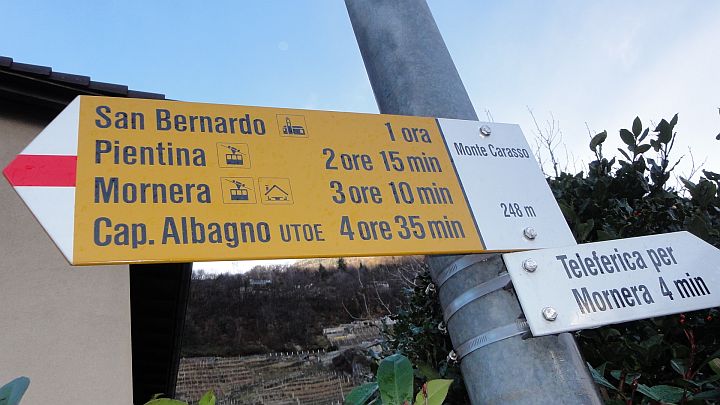 San Bernardo 1 ora
Pientina 2 ore 15 min
Mornera 3 ore 10 min
Cap. Albagno UTOE 4 ore 35 min
Monte Carasso
248 m
Teleferica per
Mornera 4 min